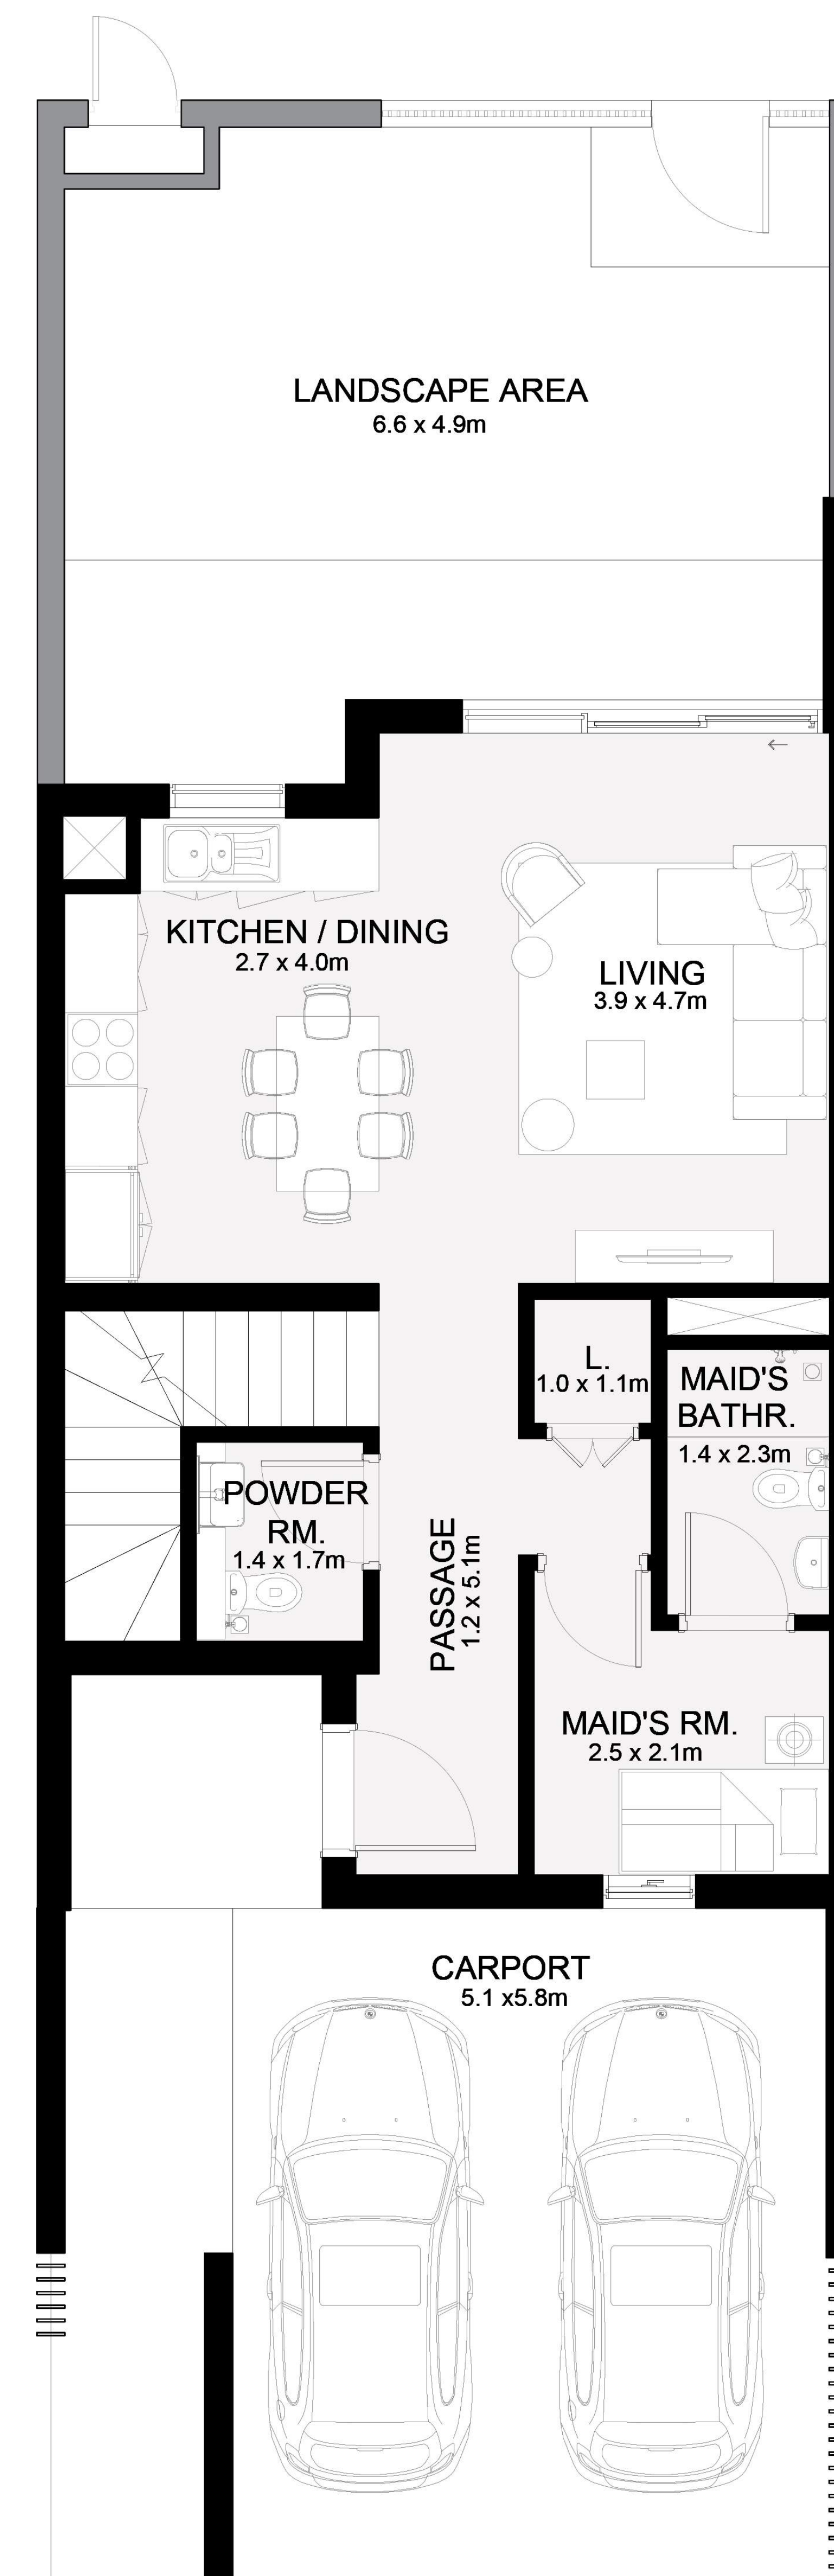 LANDSCAPE AREA
6.6 x 4.9m
KITCHEN / DINING
2.7 x 4.0m
LIVING
3.9 x 4.7m
L.
1.0 x 1.1m
MAID'S
BATHR.
1.4 x 2.3m
POWDER
RM.
1.4 x 1.7m
PASSAGE
1.2 x 5.1m
MAID'S RM.
2.5 x 2.1m
CARPORT
5.1 x5.8m